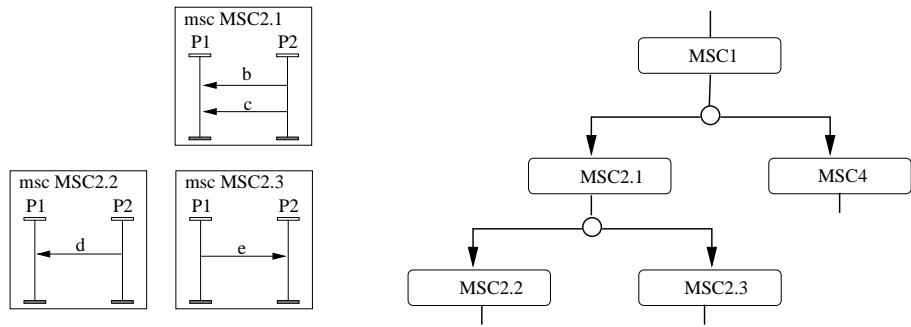 msc MSC2.1
P1 P2
b
c
msc MSC2.2
P1 P2
d
msc MSC2.3
P1 P2
e
MSC1
MSC2.1
MSC4
MSC2.2
MSC2.3